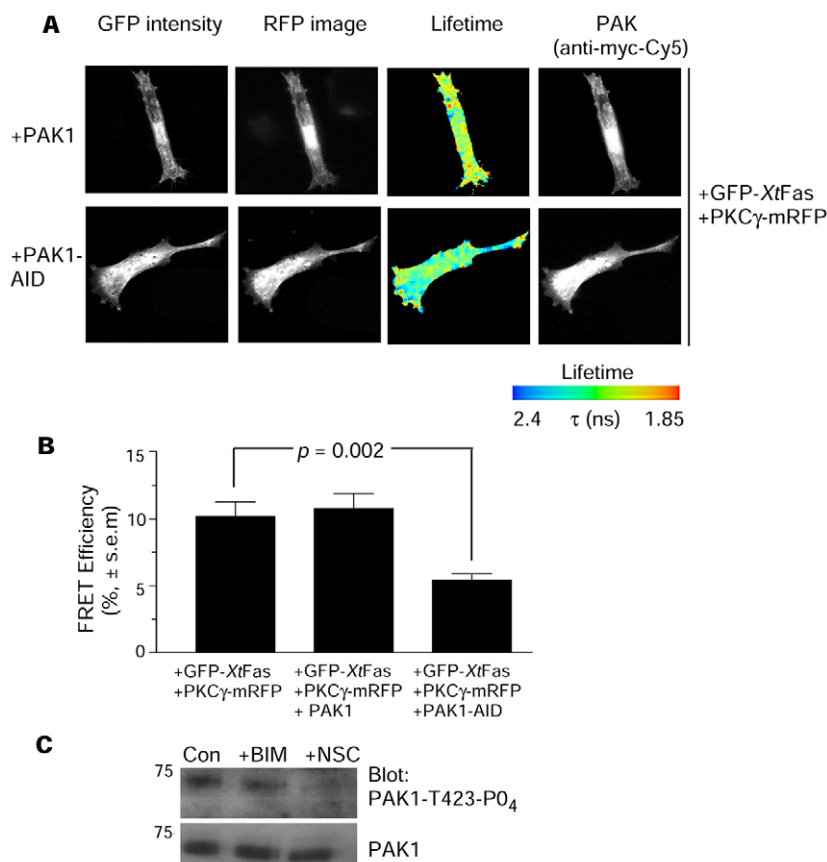 A
GFP intensity
RFP image
Lifetime
PAK
(anti-myc-Cy5)
+PAK1
+PAK1-
AID
+GFP-XtFas
+PKCγ-mRFP
Lifetime
2.4 τ (ns) 1.85
B
p = 0.002
FRET Efficiency
(%, ± s.e.m)
15
10
5
0
+GFP-XtFas
+PKCγ-mRFP
+GFP-XtFas
+PKCγ-mRFP
+ PAK1
+GFP-XtFas
+PKCγ-mRFP
+PAK1-AID
C
Con +BIM +NSC
75
Blot:
PAK1-T423-PO4
75
PAK1